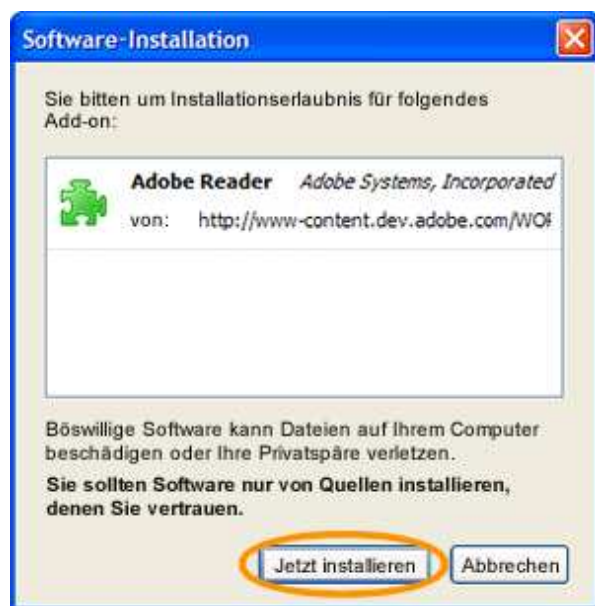 Software-Installation
Sie bitten um Installationserlaubnis für folgendes
Add-on:
Adobe Reader Adobe Systems, Incorporated
von: http://www-content.dev.adobe.com/WOF
Böswillige Software kann Dateien auf Ihrem Computer
beschädigen oder Ihre Privatspäre verletzen.
Sie sollten Software nur von Quellen installieren,
denen Sie vertrauen.
Jetzt installieren Abbrechen